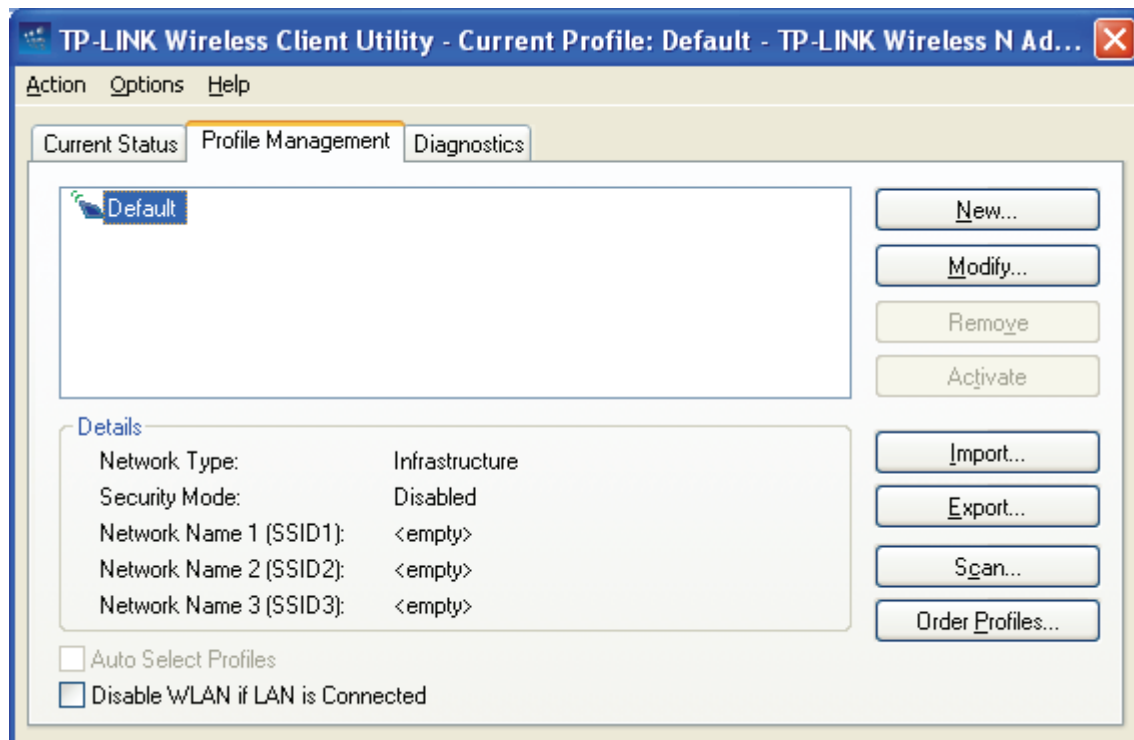 TP-LINK Wireless Client Utility - Current Profile: Default - TP-LINK Wireless N Ad...
Action Options Help
Current Status Profile Management Diagnostics
Default
New...
Modify...
Remove
Activate
Details
Network Type: Infrastructure
Security Mode: Disabled
Network Name 1 (SSID1): <empty>
Network Name 2 (SSID2): <empty>
Network Name 3 (SSID3): <empty>
Import...
Export...
Scan...
Order Profiles...
Auto Select Profiles
Disable WLAN if LAN is Connected